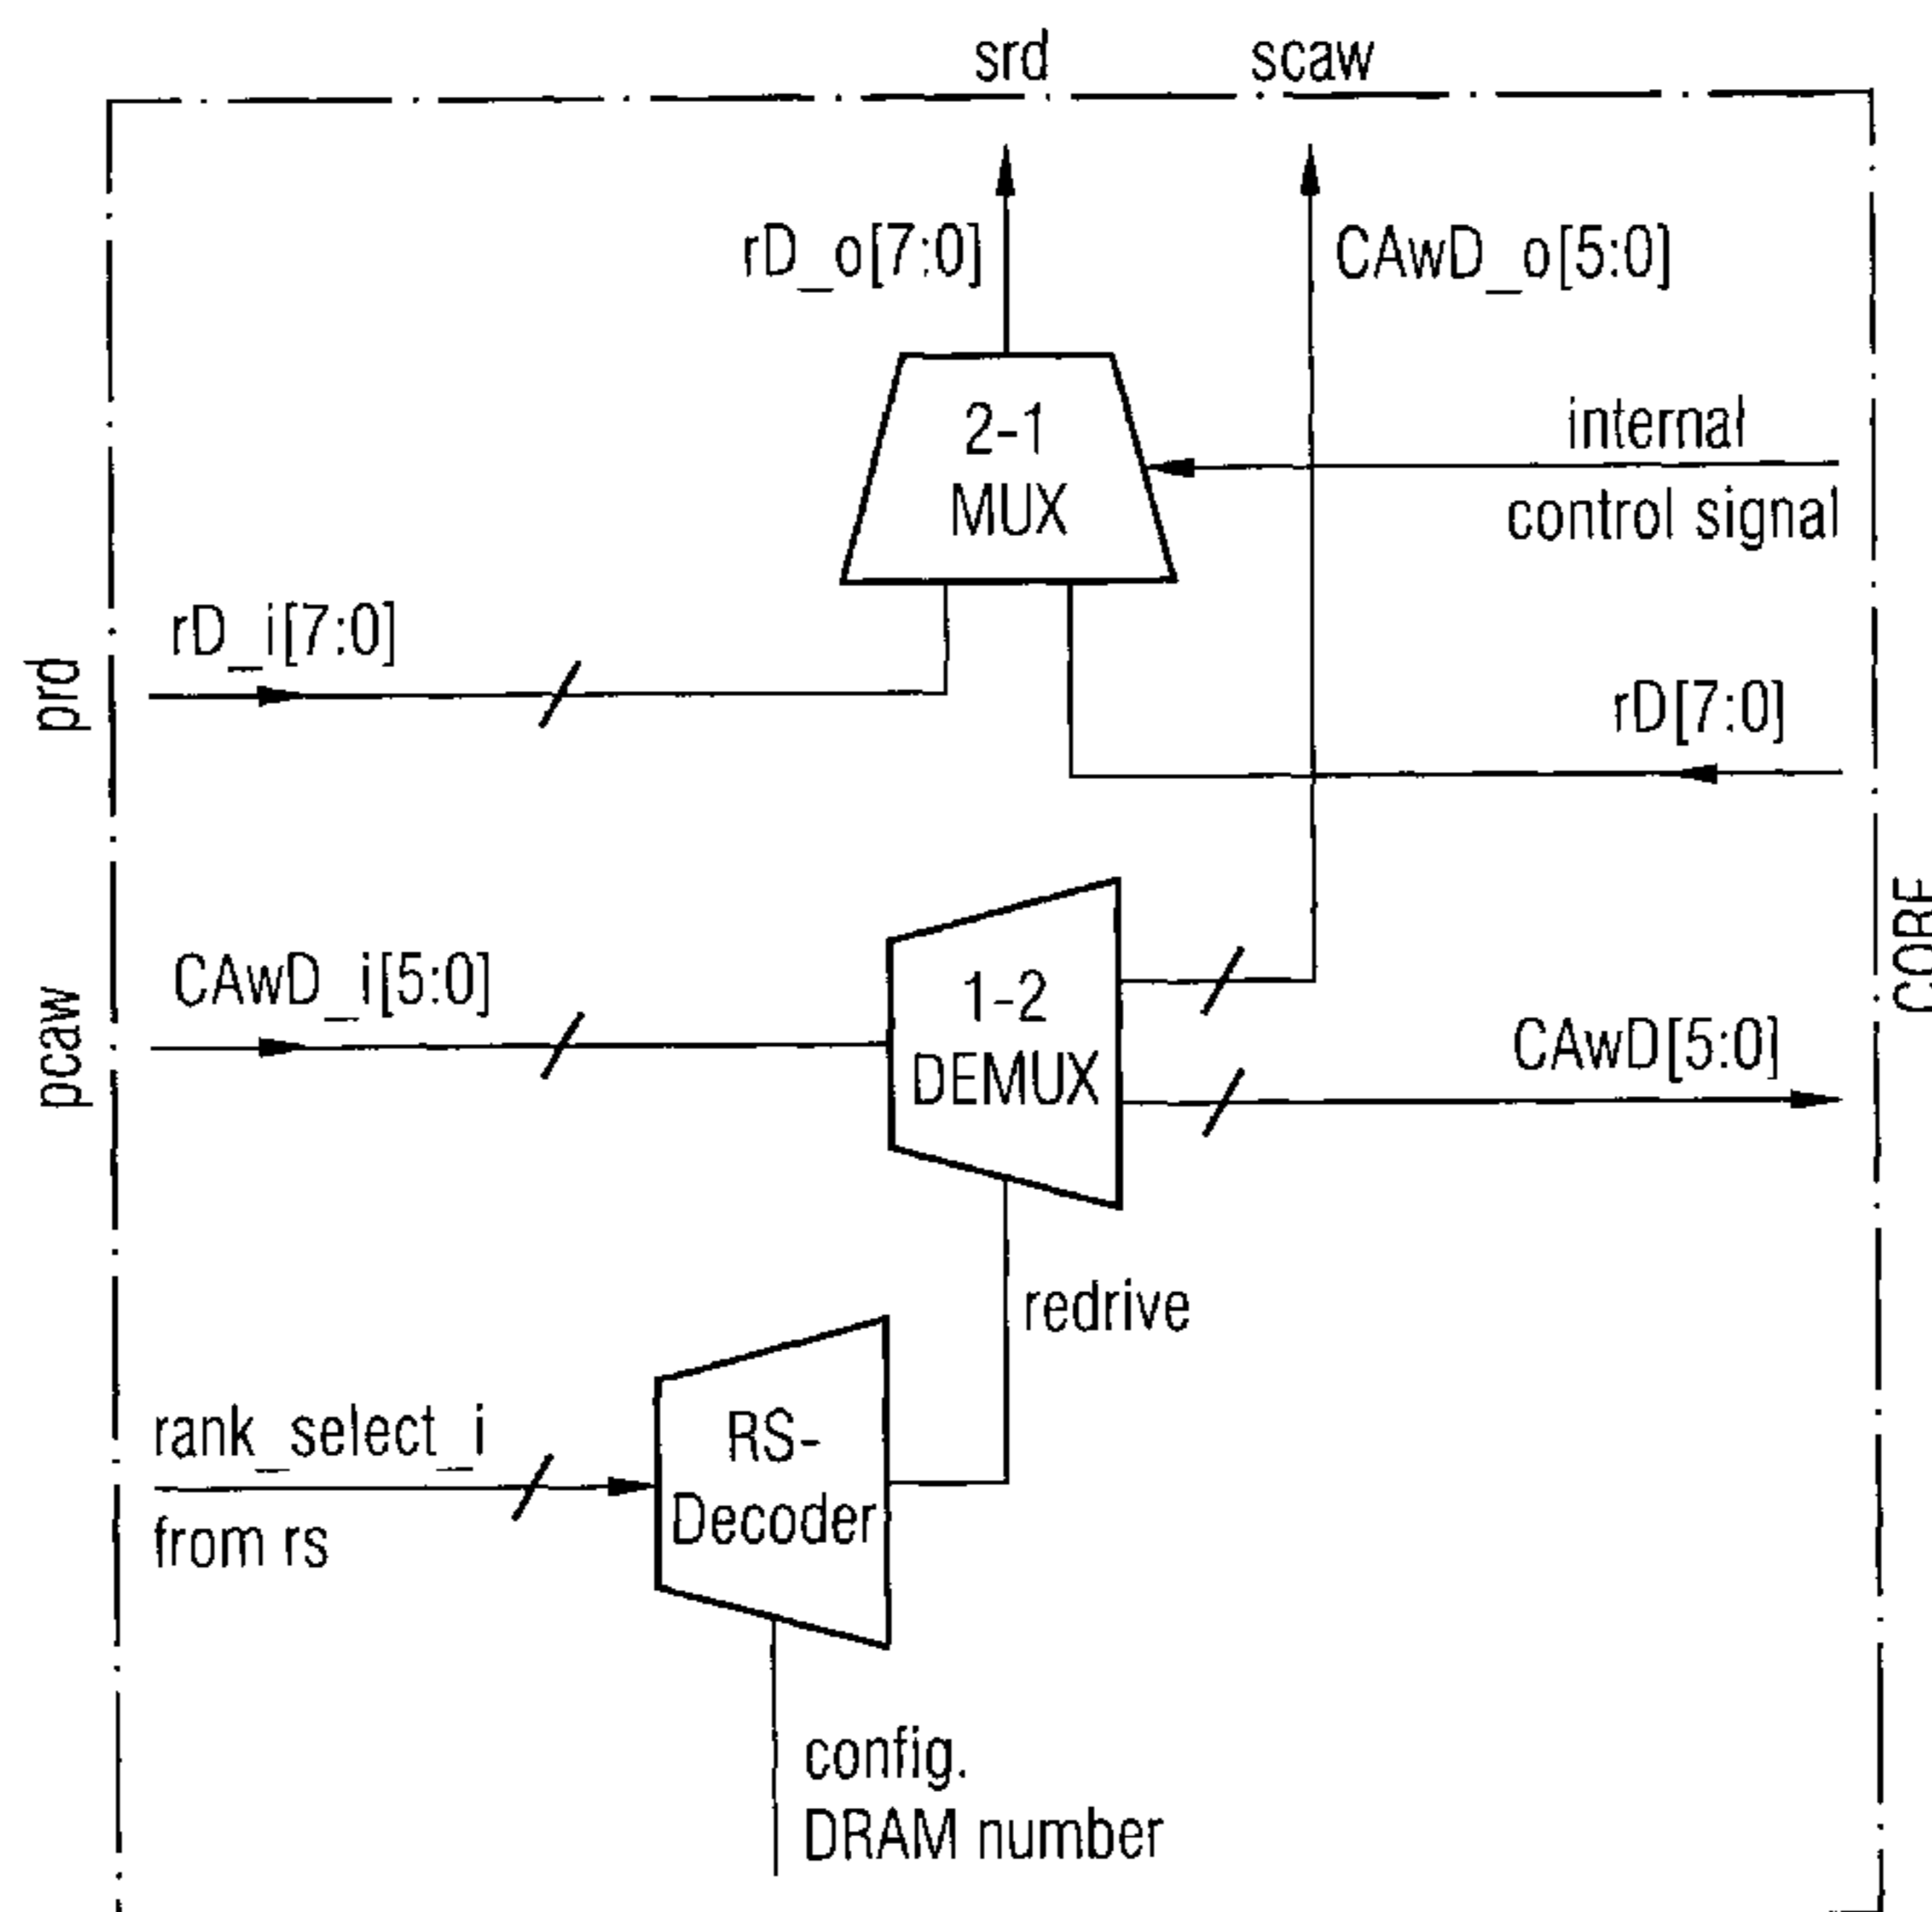 srd
scaw
rD_o[7:0]
CAwD_o[5:0]
2-1
MUX
internal
control signal
rD_i[7:0]
prd
rD[7:0]
CAwD_i[5:0]
pcaw
1-2
DEMUX
CAwD[5:0]
CORE
redrive
rank_select_i
from rs
RS-
Decoder
config.
DRAM number